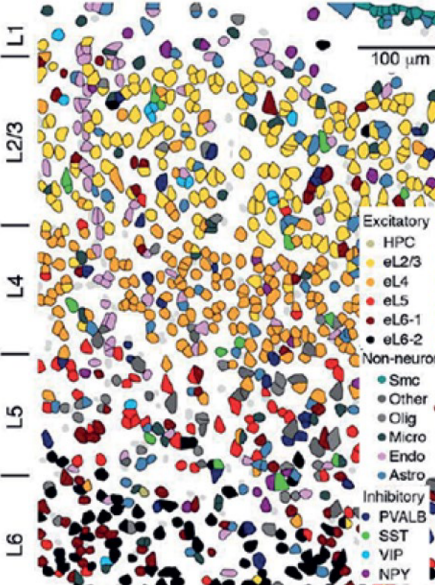 L1
L2/3
L4
L5
L6
100 μm
Excitatory
HPC
eL2/3
eL4
eL5
eL6-1
eL6-2
Non-neuron
Smc
Other
Olig
Micro
Endo
Astro
Inhibitory
PVALB
SST
VIP
NPY